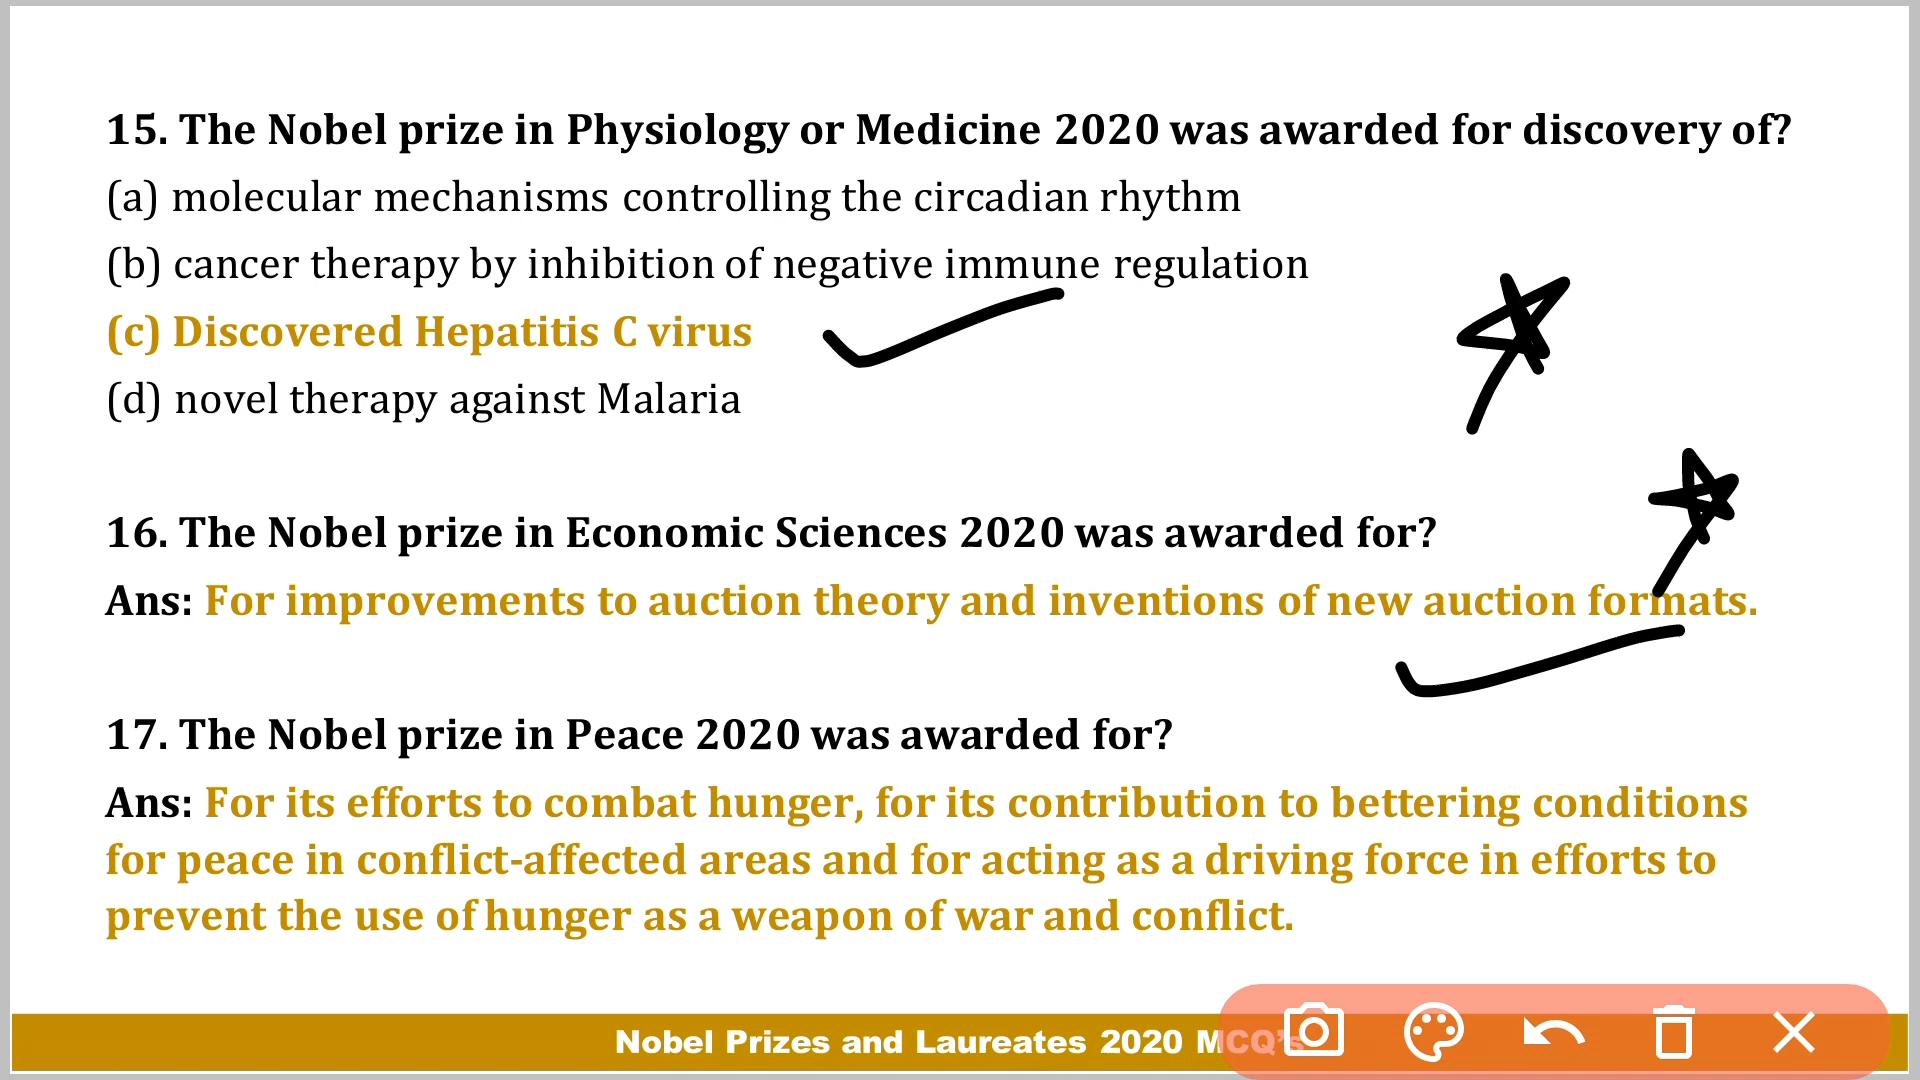 15. The Nobel prize in Physiology or Medicine 2020 was awarded for discovery of?
(a) molecular mechanisms controlling the circadian rhythm
(b) cancer therapy by inhibition of negative immune regulation
(c) Discovered Hepatitis C virus
(d) novel therapy against Malaria
16. The Nobel prize in Economic Sciences 2020 was awarded for?
Ans: For improvements to auction theory and inventions of new auction formats.
17. The Nobel prize in Peace 2020 was awarded for?
Ans: For its efforts to combat hunger, for its contribution to bettering conditions
for peace in conflict-affected areas and for acting as a driving force in efforts to
prevent the use of hunger as a weapon of war and conflict.
Nobel Prizes and Laureates 2020 MCQ's